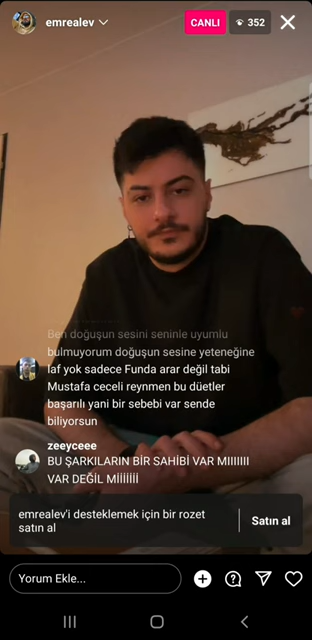 emrealev
CANLI
352
Ben doğuşun sesini seninle uyumlu
bulmuyorum doğuşun sesine yeteneğine
laf yok sadece Funda arar değil tabi
Mustafa ceceli reynmen bu düetler
başarılı yani bir sebebi var sende
biliyorsun
zeeyceee
BU ŞARKILARIN BİR SAHİBİ VAR MIIIIIII
VAR DEĞİL Mİİİİİİİ
emrealev'i desteklemek için bir rozet
satın al
Satın al
Yorum Ekle...